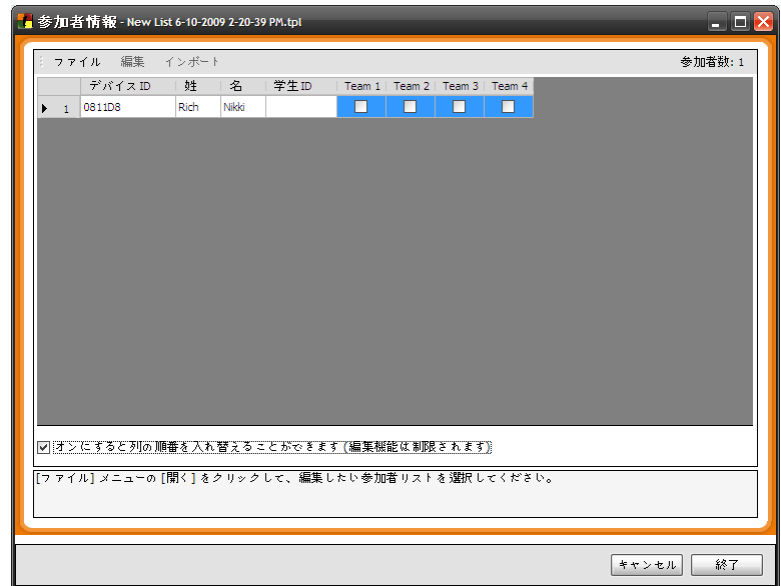 参加者情報 - New List 6-10-2009 2-20-39 PM.tpl
ファイル 編集 インポート 参加者数: 1
デバイスID 姓 名 学生ID Team 1 Team 2 Team 3 Team 4
1 0811D8 Rich Nikki
オンにすると列の順番を入れ替えることができます(編集機能は制限されます)
[ファイル]メニューの[開く]をクリックして、編集したい参加者リストを選択してください。
キャンセル 終了